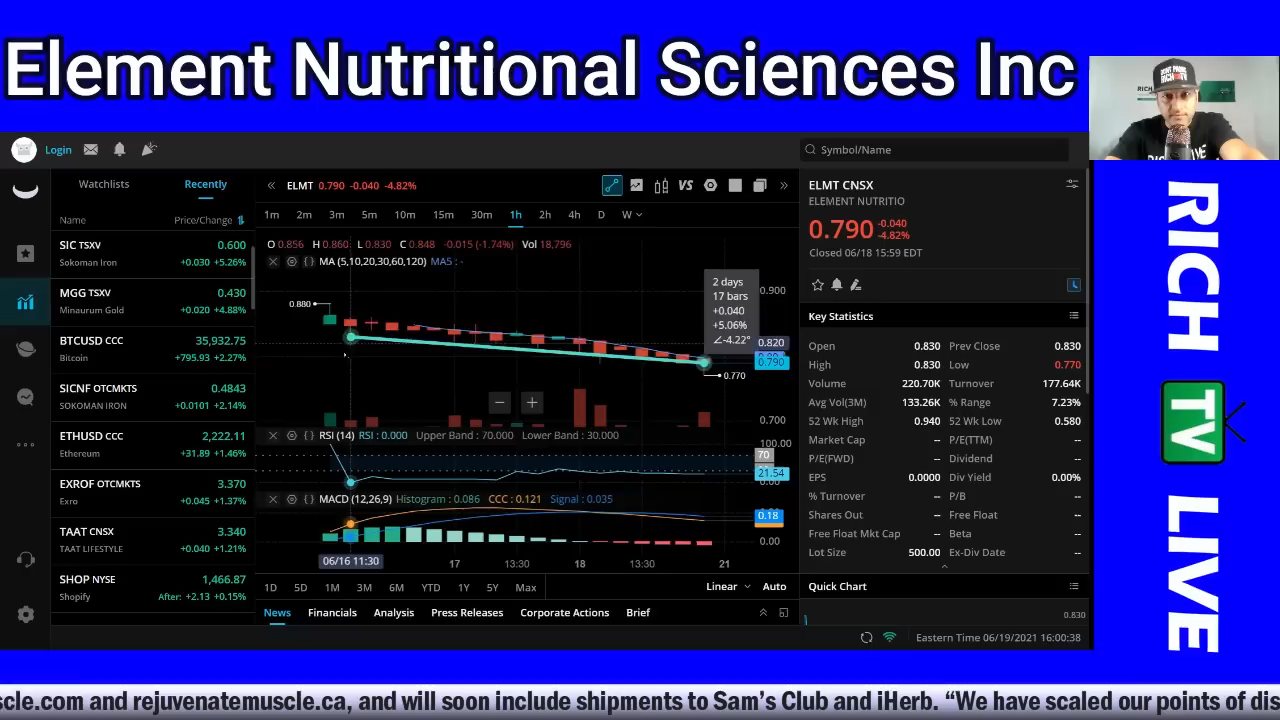 Element Nutritional Sciences Inc
RICH TV LIVE
Login
Symbol/Name
Watchlists
Recently
Name
Price/Change
SIC TSXV
0.600
Sokoman Iron
+0.030 +5.26%
MGG TSXV
0.430
Minaurum Gold
+0.020 +4.88%
BTCUSD CCC
35,932.75
Bitcoin
+795.93 +2.27%
SICNF OTCMKTS
0.4843
SOKOMAN IRON
+0.0101 +2.14%
ETHUSD CCC
2,222.11
Ethereum
+31.89 +1.46%
EXROF OTCMKTS
3.370
Exro
+0.045 +1.37%
TAAT CNSX
3.340
TAAT LIFESTYLE
+0.040 +1.21%
SHOP NYSE
1,466.87
Shopify
After: +2.13 +0.15%
ELMT 0.790 -0.040 -4.82%
VS
1m 2m 3m 5m 10m 15m 30m 1h 2h 4h D W
O 0.856 H 0.860 L 0.830 C 0.848 -0.015 (-1.74%) Vol 18,796
MA (5,10,20,30,60,120) MA5: -
2 days
17 bars
+0.040
+5.06%
∠-4.22°
0.880
0.900
0.820
0.790
0.770
0.700
RSI (14) RSI : 0.000 Upper Band : 70.000 Lower Band : 30.000
100.00
70
21.54
MACD (12,26,9) Histogram : 0.086 CCC : 0.121 Signal : 0.035
0.18
0.00
06/16 11:30
17
13:30
18
13:30
21
1D 5D 1M 3M 6M YTD 1Y 5Y Max
Linear
Auto
News Financials Analysis Press Releases Corporate Actions Brief
ELMT CNSX
ELEMENT NUTRITIO
0.790 -0.040
-4.82%
Closed 06/18 15:59 EDT
Key Statistics
Open 0.830 Prev Close 0.830
High 0.830 Low 0.770
Volume 220.70K Turnover 177.64K
Avg Vol(3M) 133.26K % Range 7.23%
52 Wk High 0.940 52 Wk Low 0.580
Market Cap -- P/E(TTM) --
P/E(FWD) -- Dividend --
EPS 0.0000 Div Yield 0.00%
% Turnover -- P/B --
Shares Out -- Free Float --
Free Float Mkt Cap -- Beta --
Lot Size 500.00 Ex-Div Date --
Quick Chart
0.830
Eastern Time 06/19/2021 16:00:38
scle.com and rejuvenatemuscle.ca, and will soon include shipments to Sam's Club and iHerb. “We have scaled our points of dis